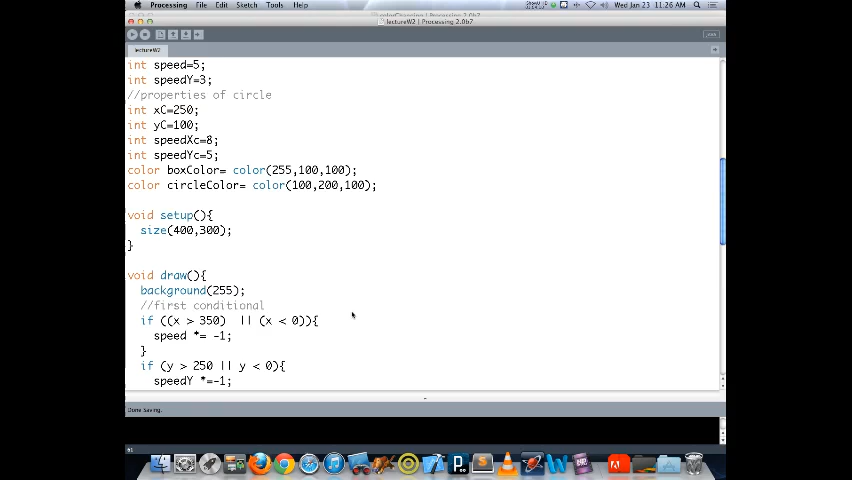 Processing File Edit Sketch Tools Help Wed Jan 23 11:26 AM
lectureW2 | Processing 2.0b7
lectureW2
int speed=5;
int speedY=3;
//properties of circle
int xC=250;
int yC=100;
int speedXc=8;
int speedYc=5;
color boxColor= color(255,100,100);
color circleColor= color(100,200,100);
void setup(){
size(400,300);
}
void draw(){
background(255);
//first conditional
if ((x > 350) || (x < 0)){
speed *= -1;
}
if (y > 250 || y < 0){
speedY *=-1;
Done Saving.
61